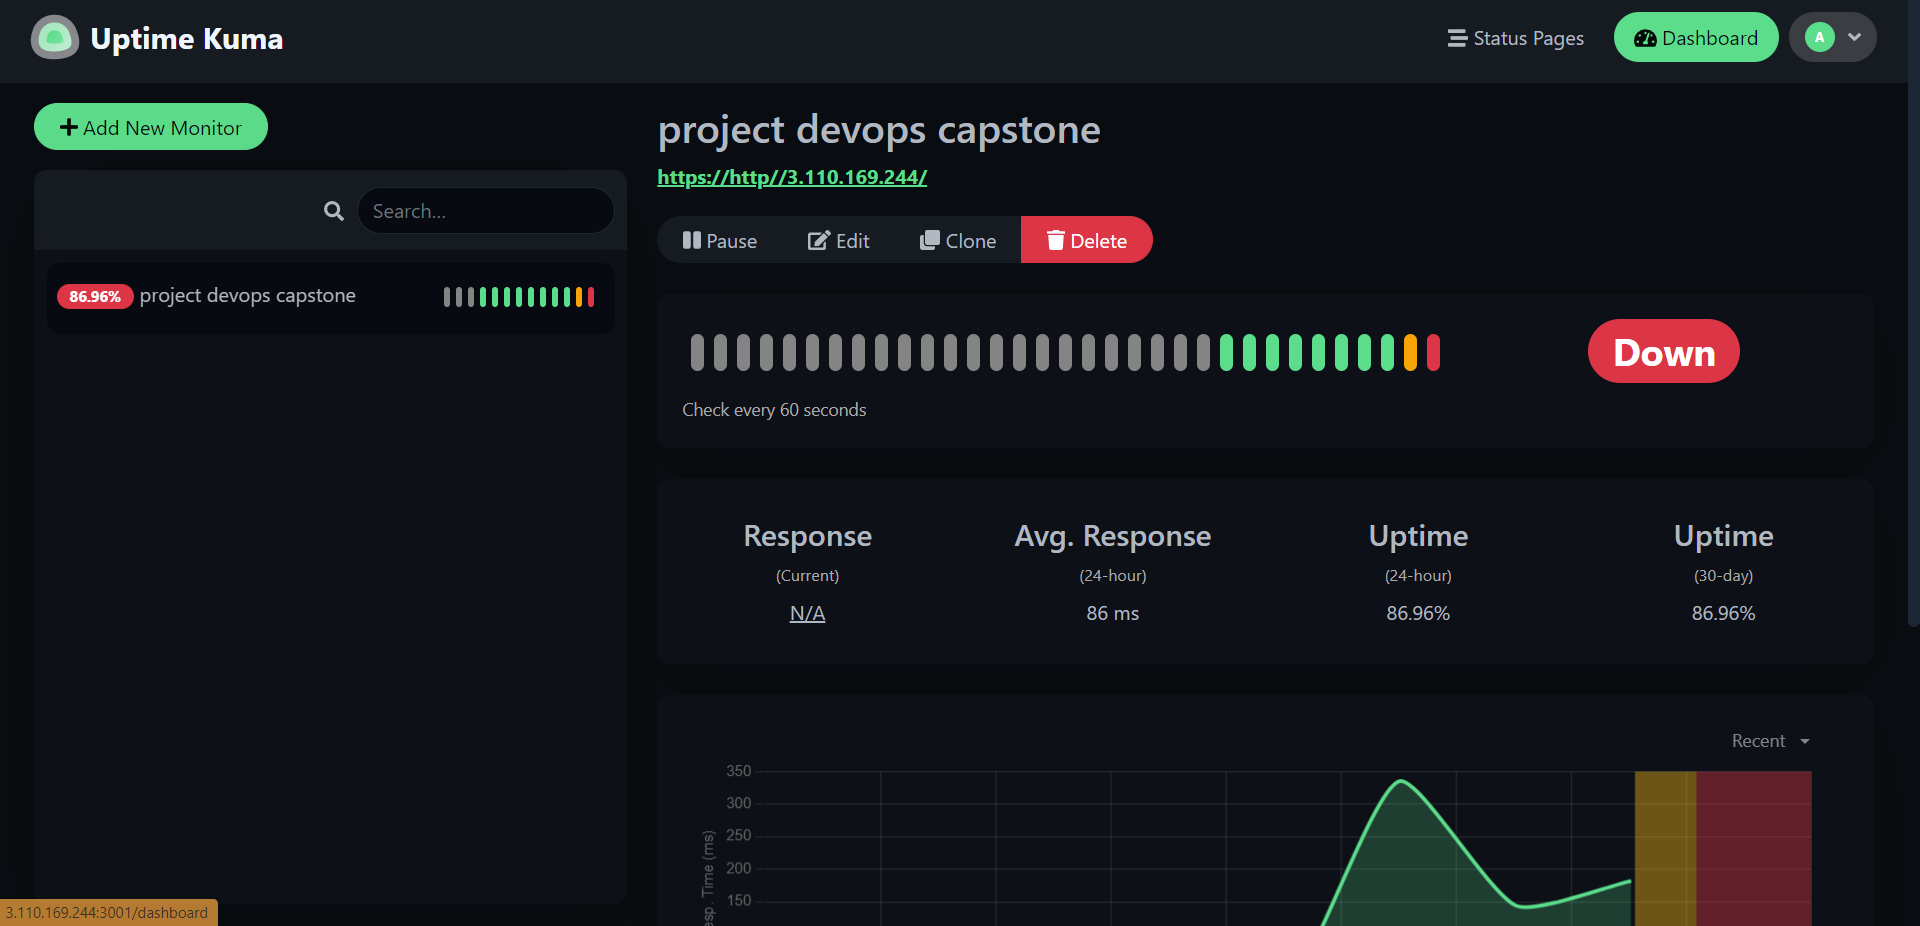 Uptime Kuma
Status Pages
Dashboard
A
Add New Monitor
Search...
86.96% project devops capstone
project devops capstone
https://http//3.110.169.244/
Pause
Edit
Clone
Delete
Down
Check every 60 seconds
Response
(Current)
N/A
Avg. Response
(24-hour)
86 ms
Uptime
(24-hour)
86.96%
Uptime
(30-day)
86.96%
Recent
350
300
250
200
150
esp. Time (ms)
3.110.169.244:3001/dashboard